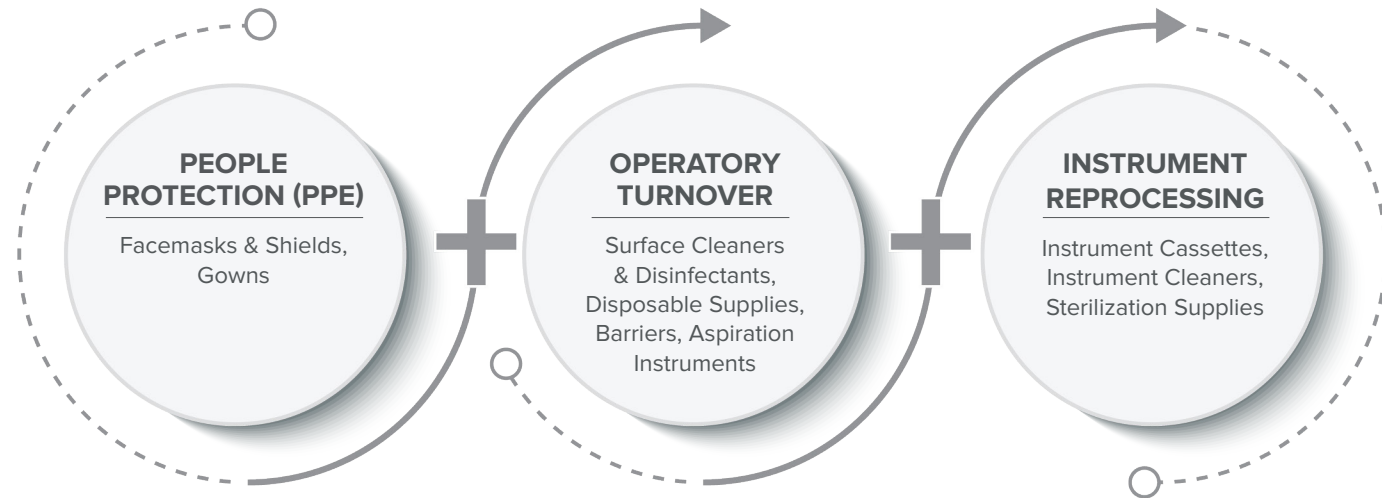 PEOPLE
PROTECTION (PPE)
Facemasks & Shields,
Gowns
OPERATORY
TURNOVER
Surface Cleaners
& Disinfectants,
Disposable Supplies,
Barriers, Aspiration
Instruments
INSTRUMENT
REPROCESSING
Instrument Cassettes,
Instrument Cleaners,
Sterilization Supplies